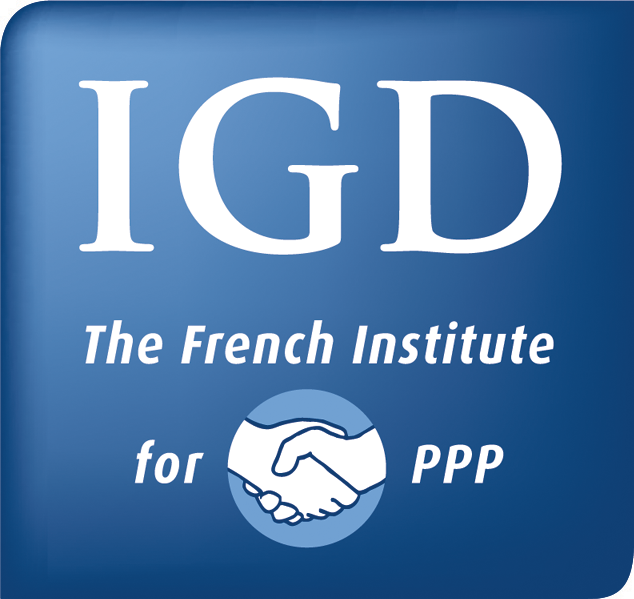 IGD
The French Institute
for PPP